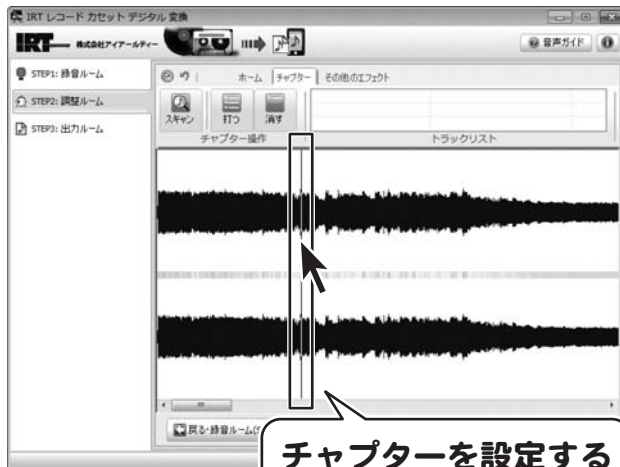 IRT レコード カセット デジタル 変換
IRT 株式会社アイアールティー
音声ガイド
STEP1: 録音ルーム
STEP2: 調整ルーム
STEP3: 出力ルーム
ホーム チャプター その他のエフェクト
スキャン 打つ 消す
チャプター操作 トラックリスト
戻る・録音ルーム
チャプターを設定する